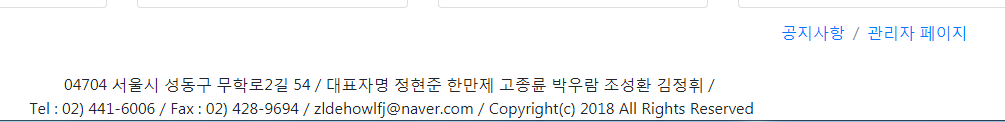 공지사항 / 관리자 페이지
04704 서울시 성동구 무학로2길 54 / 대표자명 정현준 한만제 고종륜 박우람 조성환 김정휘 /
Tel : 02) 441-6006 / Fax : 02) 428-9694 / zldehowlfj@naver.com / Copyright(c) 2018 All Rights Reserved